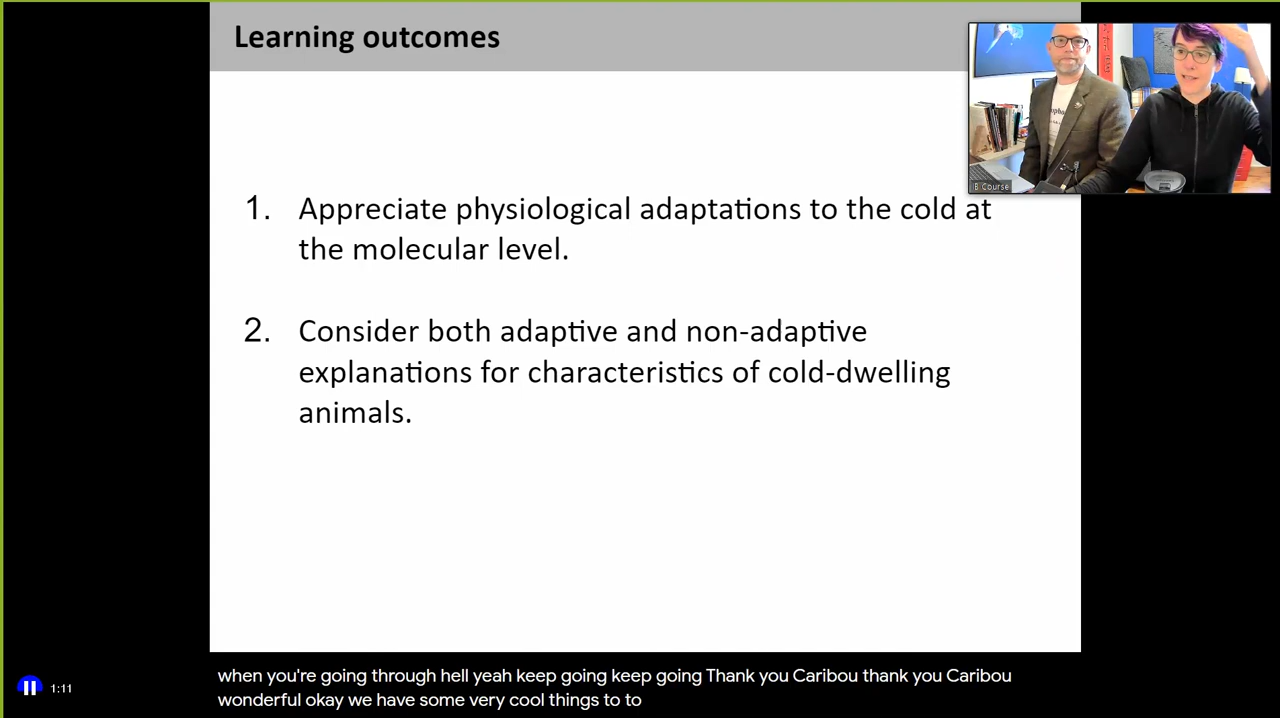 Learning outcomes
B Course
1. Appreciate physiological adaptations to the cold at
the molecular level.
2. Consider both adaptive and non-adaptive
explanations for characteristics of cold-dwelling
animals.
when you're going through hell yeah keep going keep going Thank you Caribou thank you Caribou
wonderful okay we have some very cool things to to
1:11